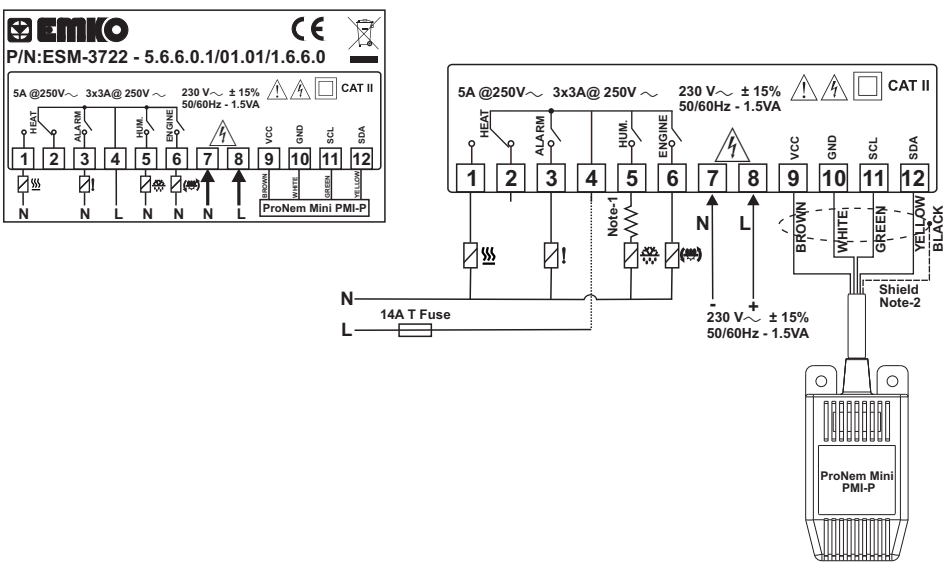 EMKO CE
P/N:ESM-3722 - 5.6.6.0.1/01.01/1.6.6.0
5A @250V～ 3x3A@ 250V ～ 230 V～ ± 15%
50/60Hz - 1.5VA
CAT II
HEAT ALARM HUM. ENGINE VCC GND SCL SDA
1 2 3 4 5 6 7 8 9 10 11 12
! BROWN WHITE GREEN YELLOW
N N L N N N L ProNem Mini PMI-P
5A @250V～ 3x3A@ 250V ～ 230 V～ ± 15%
50/60Hz - 1.5VA
CAT II
HEAT ALARM HUM. ENGINE VCC GND SCL SDA
1 2 3 4 5 6 7 8 9 10 11 12
Note-1 N L BROWN WHITE GREEN YELLOW BLACK
!
Shield
Note-2
N
L 14A T Fuse
- +
230 V～ ± 15%
50/60Hz - 1.5VA
ProNem Mini
PMI-P